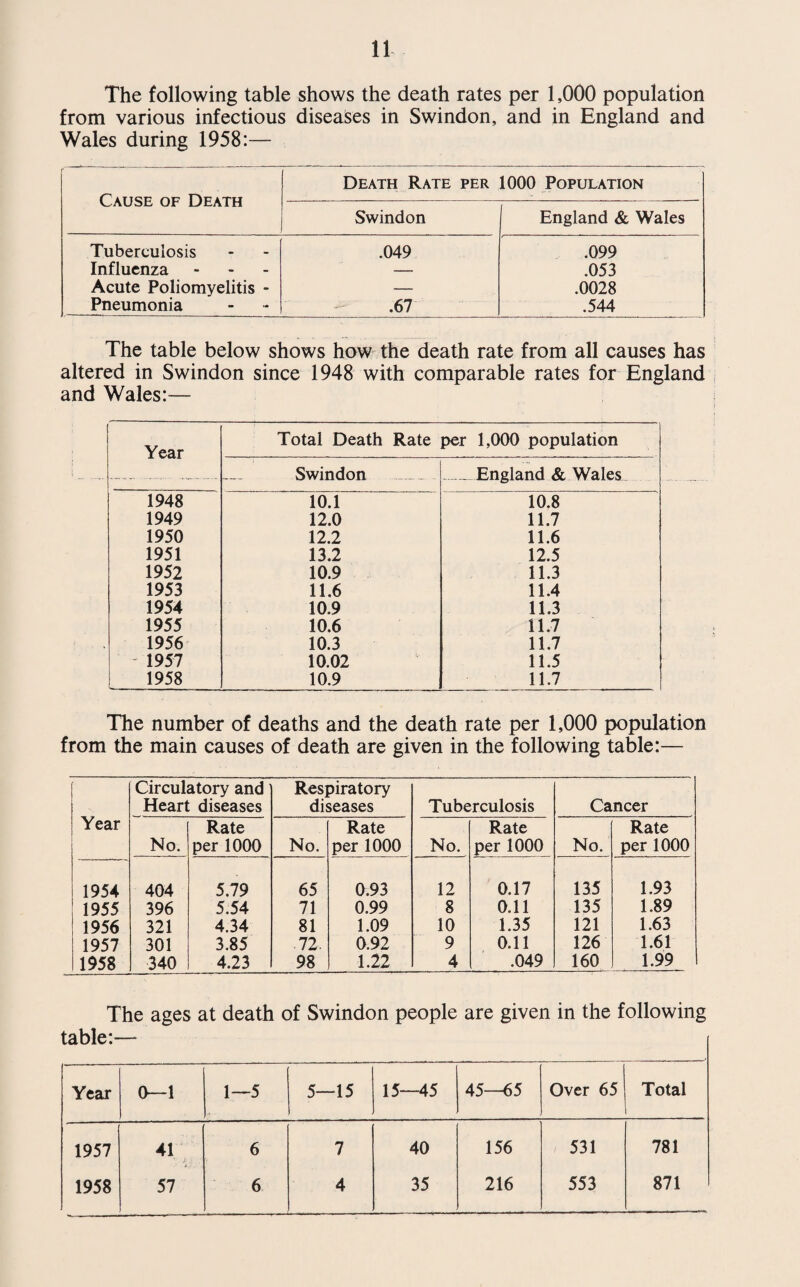 11
The following table shows the death rates per 1,000 population
from various infectious diseases in Swindon, and in England and
Wales during 1958:—
Cause of Death
Death Rate per 1000 Population
Swindon England & Wales
Tuberculosis - - .049 .099
Influenza - - - — .053
Acute Poliomyelitis - — .0028
Pneumonia - - .67 .544
The table below shows how the death rate from all causes has
altered in Swindon since 1948 with comparable rates for England
and Wales:—
Year
Total Death Rate per 1,000 population
Swindon England & Wales
1948 10.1 10.8
1949 12.0 11.7
1950 12.2 11.6
1951 13.2 12.5
1952 10.9 11.3
1953 11.6 11.4
1954 10.9 11.3
1955 10.6 11.7
1956 10.3 11.7
1957 10.02 11.5
1958 10.9 11.7
The number of deaths and the death rate per 1,000 population
from the main causes of death are given in the following table:—
Year
Circulatory and Heart diseases
Respiratory diseases
Tuberculosis
Cancer
No. Rate per 1000 No. Rate per 1000 No. Rate per 1000 No. Rate per 1000
1954 404 5.79 65 0.93 12 0.17 135 1.93
1955 396 5.54 71 0.99 8 0.11 135 1.89
1956 321 4.34 81 1.09 10 1.35 121 1.63
1957 301 3.85 72 0.92 9 0.11 126 1.61
1958 340 4.23 98 1.22 4 .049 160 1.99
The ages at death of Swindon people are given in the following
table:—
Year 0—1 1—5 5—15 15—45 45—65 Over 65 Total
1957 41 6 7 40 156 531 781
1958 57 6 4 35 216 553 871